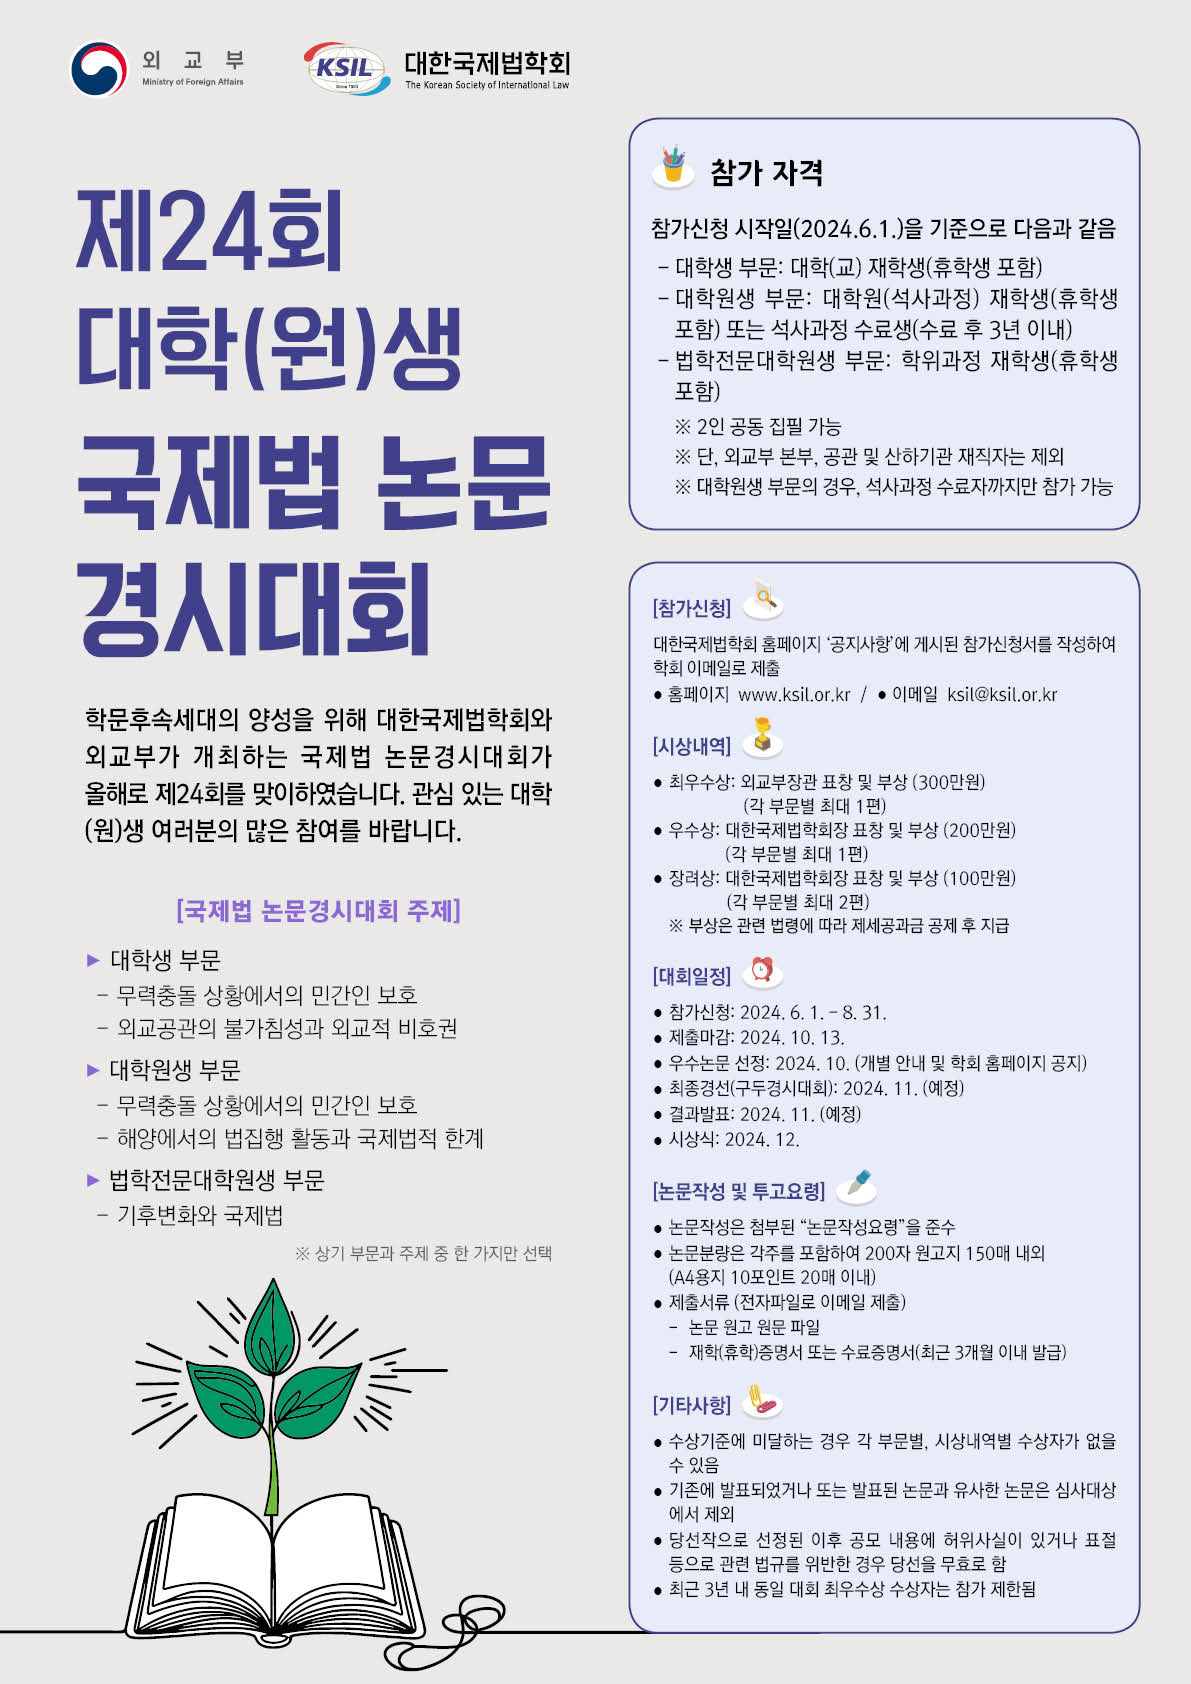 외 교 부
Ministry of Foreign Affairs
KSIL
Since 1953
대한국제법학회
The Korean Society of International Law
제24회
대학(원)생
국제법 논문
경시대회
학문후속세대의 양성을 위해 대한국제법학회와
외교부가 개최하는 국제법 논문경시대회가
올해로 제24회를 맞이하였습니다. 관심 있는 대학
(원)생 여러분의 많은 참여를 바랍니다.
[국제법 논문경시대회 주제]
▶ 대학생 부문
– 무력충돌 상황에서의 민간인 보호
– 외교공관의 불가침성과 외교적 비호권
▶ 대학원생 부문
– 무력충돌 상황에서의 민간인 보호
– 해양에서의 법집행 활동과 국제법적 한계
▶ 법학전문대학원생 부문
– 기후변화와 국제법
※ 상기 부문과 주제 중 한 가지만 선택
참가 자격
참가신청 시작일(2024.6.1.)을 기준으로 다음과 같음
– 대학생 부문: 대학(교) 재학생(휴학생 포함)
– 대학원생 부문: 대학원(석사과정) 재학생(휴학생
포함) 또는 석사과정 수료생(수료 후 3년 이내)
– 법학전문대학원생 부문: 학위과정 재학생(휴학생
포함)
※ 2인 공동 집필 가능
※ 단, 외교부 본부, 공관 및 산하기관 재직자는 제외
※ 대학원생 부문의 경우, 석사과정 수료자까지만 참가 가능
[참가신청]
대한국제법학회 홈페이지 ‘공지사항’에 게시된 참가신청서를 작성하여
학회 이메일로 제출
● 홈페이지 www.ksil.or.kr / ● 이메일 ksil@ksil.or.kr
[시상내역]
● 최우수상: 외교부장관 표창 및 부상 (300만원)
(각 부문별 최대 1편)
● 우수상: 대한국제법학회장 표창 및 부상 (200만원)
(각 부문별 최대 1편)
● 장려상: 대한국제법학회장 표창 및 부상 (100만원)
(각 부문별 최대 2편)
※ 부상은 관련 법령에 따라 제세공과금 공제 후 지급
[대회일정]
● 참가신청: 2024. 6. 1. – 8. 31.
● 제출마감: 2024. 10. 13.
● 우수논문 선정: 2024. 10. (개별 안내 및 학회 홈페이지 공지)
● 최종경선(구두경시대회): 2024. 11. (예정)
● 결과발표: 2024. 11. (예정)
● 시상식: 2024. 12.
[논문작성 및 투고요령]
● 논문작성은 첨부된 “논문작성요령”을 준수
● 논문분량은 각주를 포함하여 200자 원고지 150매 내외
(A4용지 10포인트 20매 이내)
● 제출서류 (전자파일로 이메일 제출)
– 논문 원고 원문 파일
– 재학(휴학)증명서 또는 수료증명서(최근 3개월 이내 발급)
[기타사항]
● 수상기준에 미달하는 경우 각 부문별, 시상내역별 수상자가 없을
수 있음
● 기존에 발표되었거나 또는 발표된 논문과 유사한 논문은 심사대상
에서 제외
● 당선작으로 선정된 이후 공모 내용에 허위사실이 있거나 표절
등으로 관련 법규를 위반한 경우 당선을 무효로 함
● 최근 3년 내 동일 대회 최우수상 수상자는 참가 제한됨